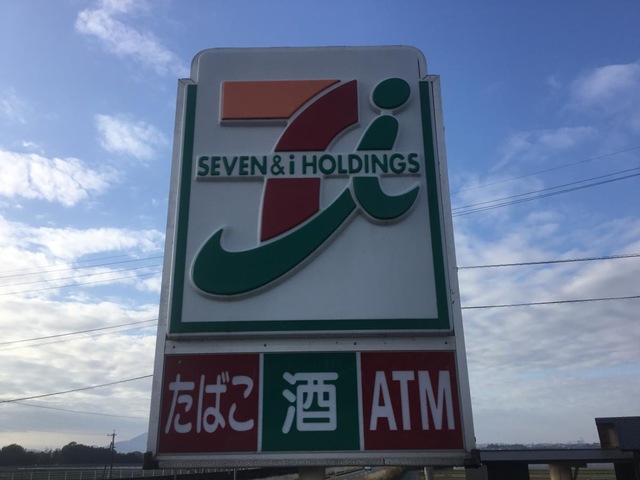 SEVEN & i HOLDINGS
たばこ 酒 ATM